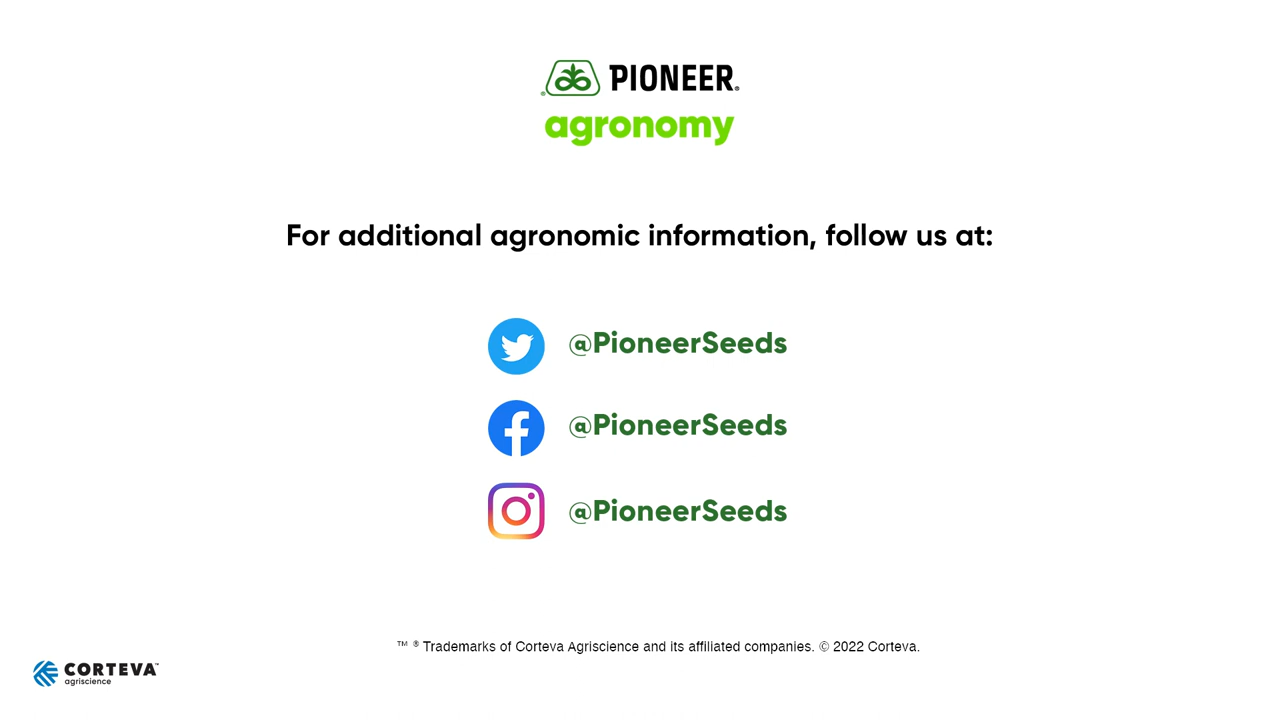 PIONEER®
agronomy
For additional agronomic information, follow us at:
@PioneerSeeds
@PioneerSeeds
@PioneerSeeds
™ ® Trademarks of Corteva Agriscience and its affiliated companies. © 2022 Corteva.
CORTEVA™
agriscience